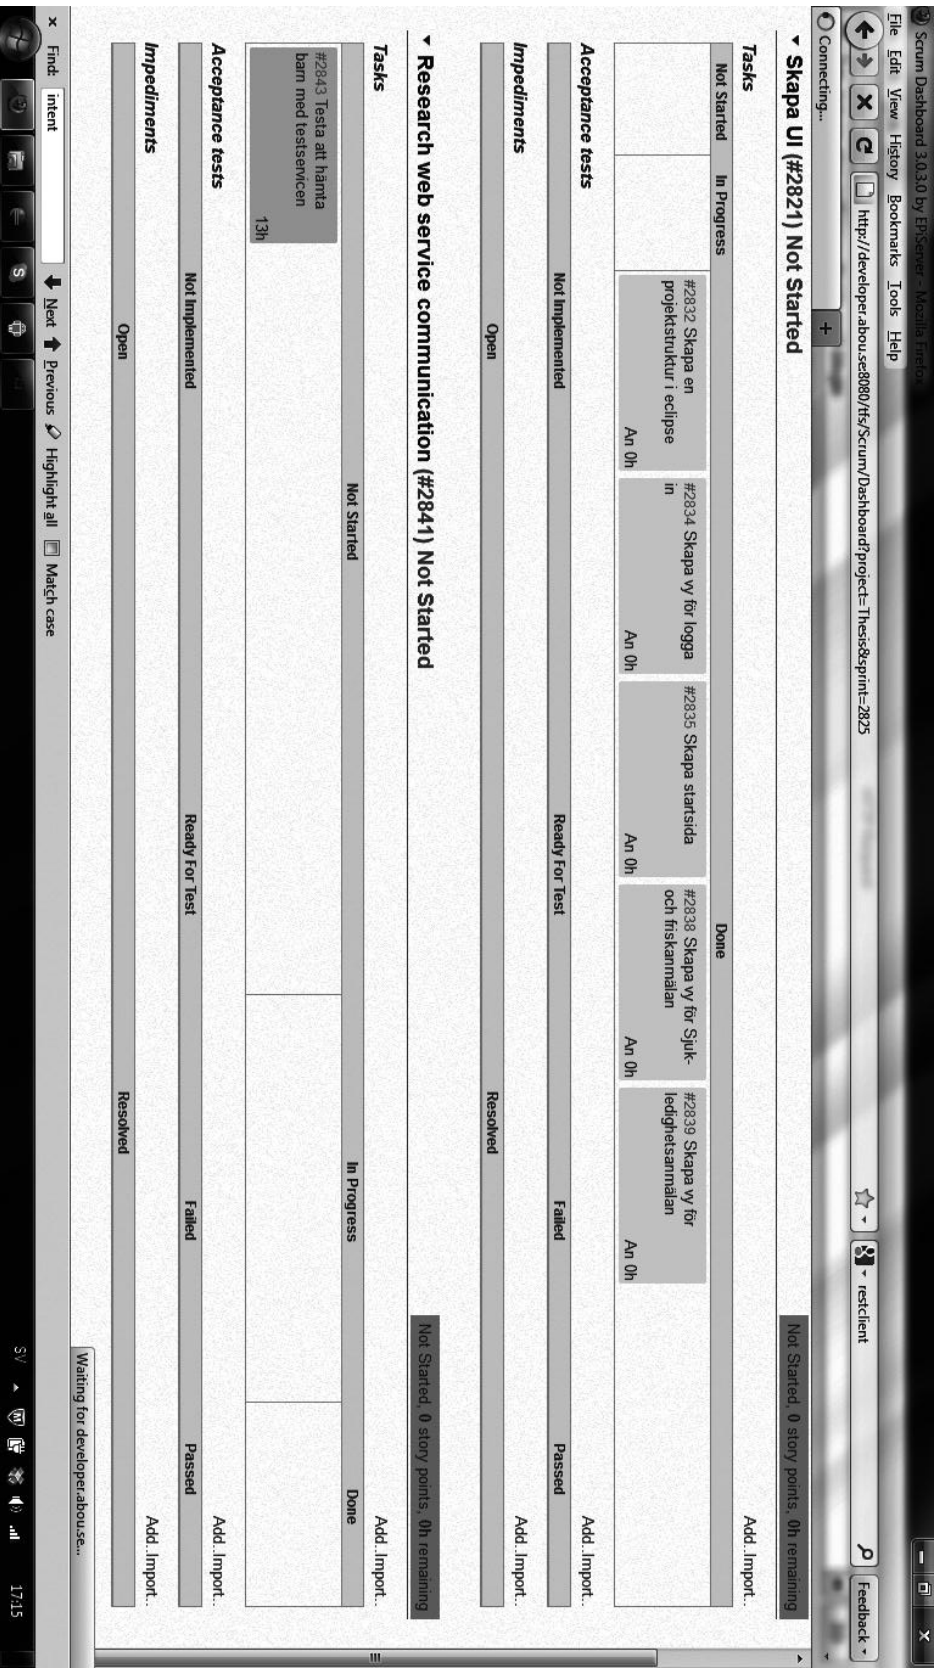 Scrum Dashboard 3.0.3.0 by EPiServer - Mozilla Firefox
File Edit View History Bookmarks Tools Help
http://developer.abou.se:8080/tfs/Scrum/Dashboard?project=Thesis&sprint=2825
restclient
Feedback
Connecting...
Skapa UI (#2821) Not Started
Not Started, 0 story points, 0h remaining
Tasks
Add..Import..
Not Started
In Progress
Done
#2832 Skapa en
projektstruktur i eclipse
An 0h
#2834 Skapa vy för logga
in
An 0h
#2835 Skapa startsida
An 0h
#2838 Skapa vy för Sjuk-
och friskanmälan
An 0h
#2839 Skapa vy för
ledighetsanmälan
An 0h
Acceptance tests
Add..Import..
Not Implemented
Ready For Test
Failed
Passed
Impediments
Add..Import..
Open
Resolved
Research web service communication (#2841) Not Started
Not Started, 0 story points, 0h remaining
Tasks
Add..Import..
Not Started
In Progress
Done
#2843 Testa att hämta
barn med testservicen
13h
Acceptance tests
Add..Import..
Not Implemented
Ready For Test
Failed
Passed
Impediments
Add..Import..
Open
Resolved
Waiting for developer.abou.se...
Find: intent
Next Previous Highlight all Match case
SV
17:15